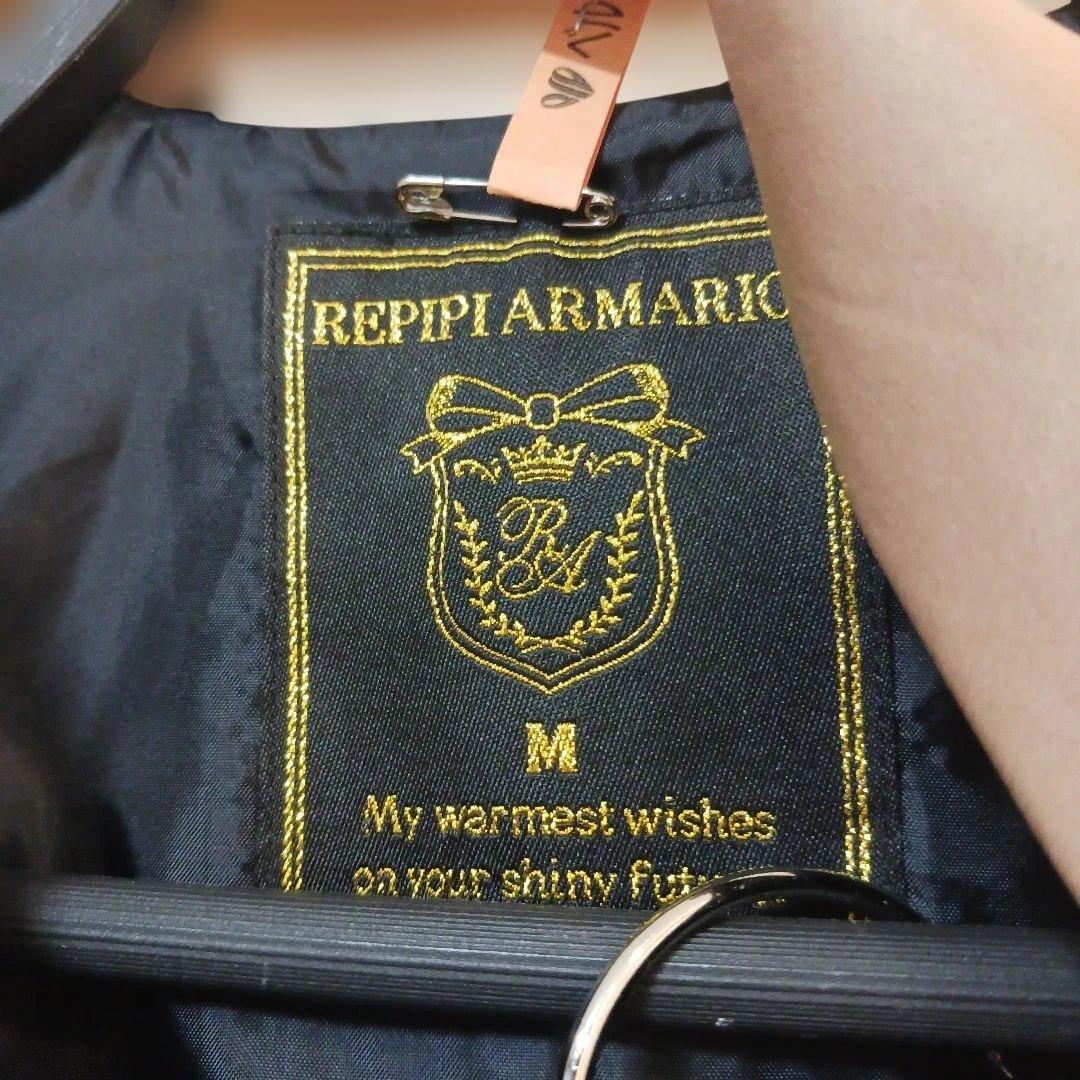 REPIPI ARMARIO
RA
M
My warmest wishes
on your shiny